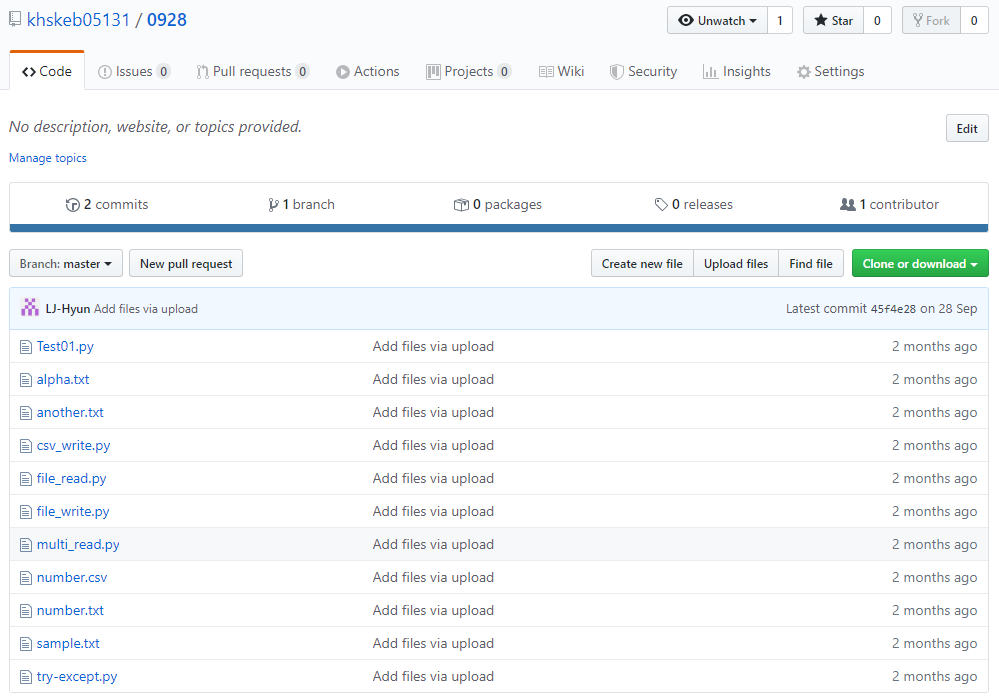 khskeb05131 / 0928 Unwatch 1 Star 0 Fork 0
Code Issues 0 Pull requests 0 Actions Projects 0 Wiki Security Insights Settings
No description, website, or topics provided. Edit
Manage topics
2 commits 1 branch 0 packages 0 releases 1 contributor
Branch: master New pull request Create new file Upload files Find file Clone or download
LJ-Hyun Add files via upload Latest commit 45f4e28 on 28 Sep
Test01.py Add files via upload 2 months ago
alpha.txt Add files via upload 2 months ago
another.txt Add files via upload 2 months ago
csv_write.py Add files via upload 2 months ago
file_read.py Add files via upload 2 months ago
file_write.py Add files via upload 2 months ago
multi_read.py Add files via upload 2 months ago
number.csv Add files via upload 2 months ago
number.txt Add files via upload 2 months ago
sample.txt Add files via upload 2 months ago
try-except.py Add files via upload 2 months ago